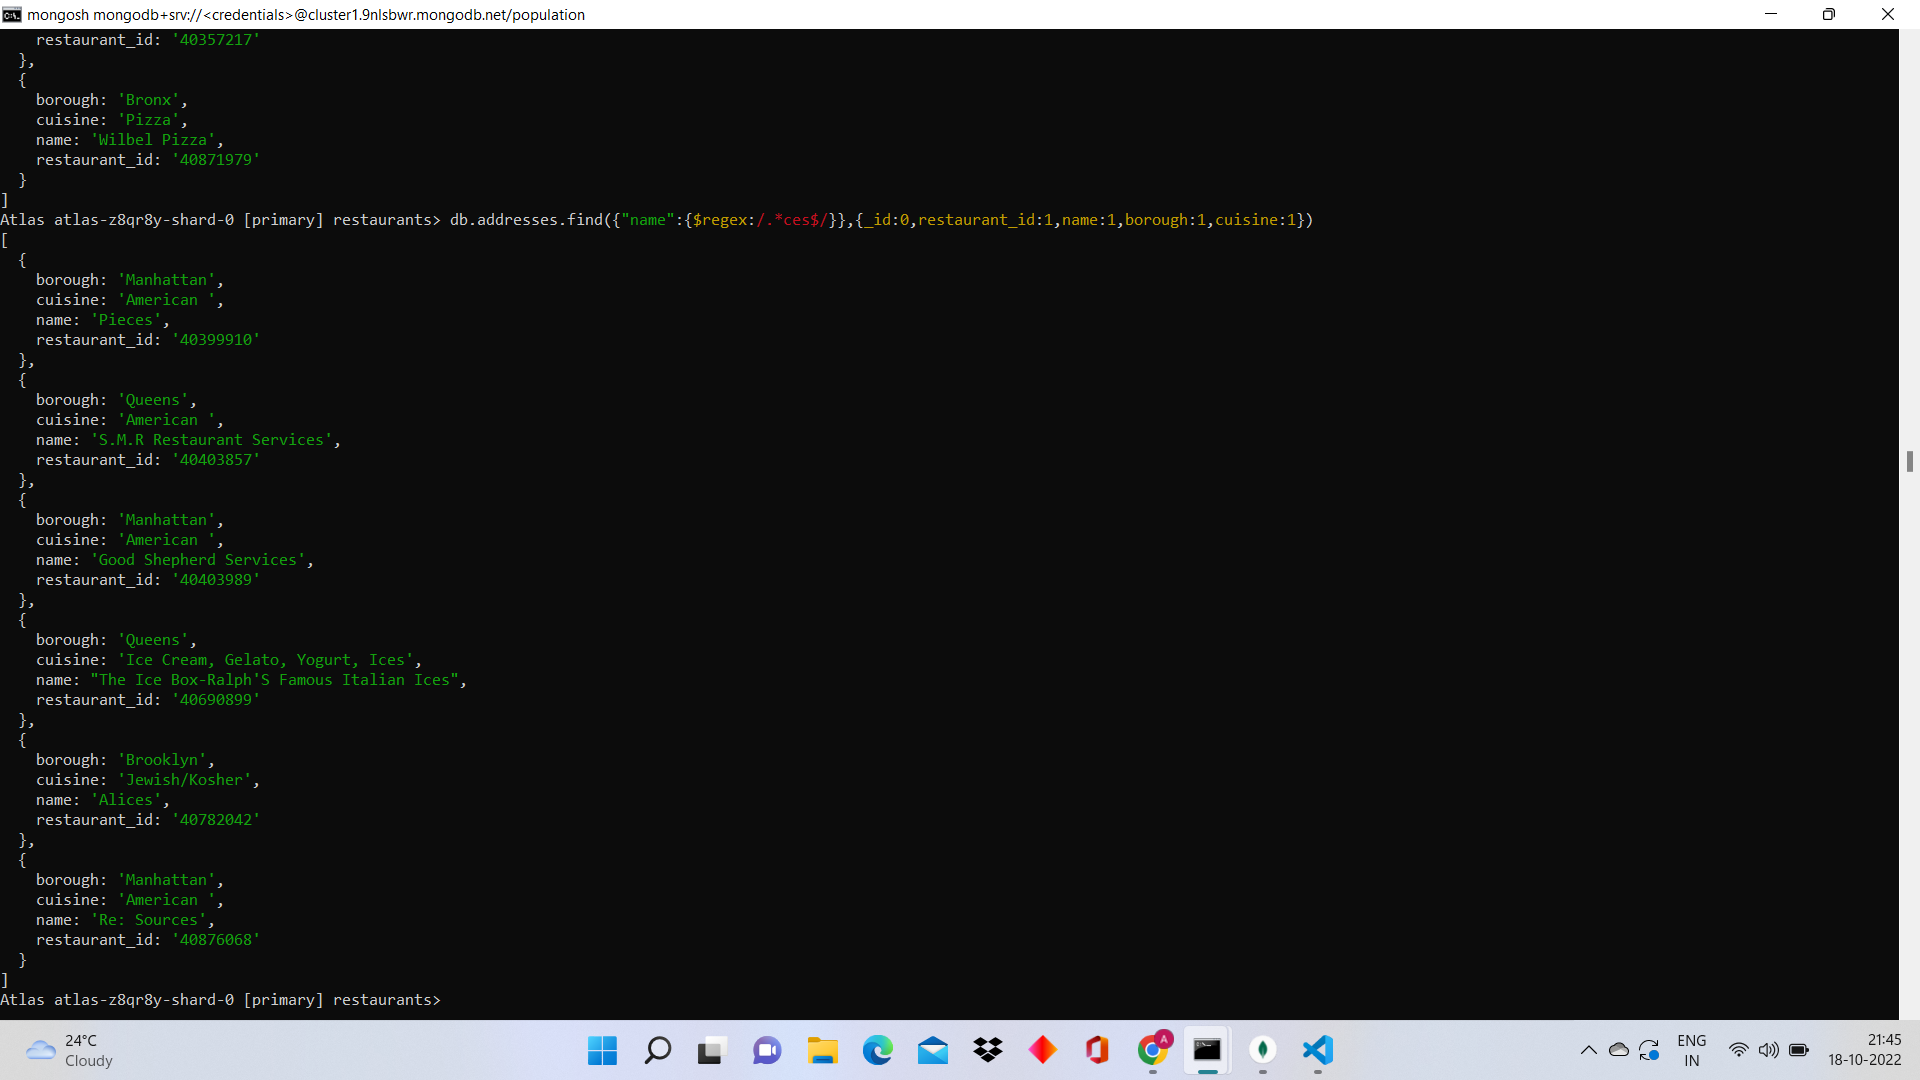 mongosh mongodb+srv://<credentials>@cluster1.9nlsbwr.mongodb.net/population
    restaurant_id: '40357217'
  },
  {
    borough: 'Bronx',
    cuisine: 'Pizza',
    name: 'Wilbel Pizza',
    restaurant_id: '40871979'
  }
]
Atlas atlas-z8qr8y-shard-0 [primary] restaurants> db.addresses.find({"name":{$regex:/.*ces$/}},{_id:0,restaurant_id:1,name:1,borough:1,cuisine:1})
[
  {
    borough: 'Manhattan',
    cuisine: 'American ',
    name: 'Pieces',
    restaurant_id: '40399910'
  },
  {
    borough: 'Queens',
    cuisine: 'American ',
    name: 'S.M.R Restaurant Services',
    restaurant_id: '40403857'
  },
  {
    borough: 'Manhattan',
    cuisine: 'American ',
    name: 'Good Shepherd Services',
    restaurant_id: '40403989'
  },
  {
    borough: 'Queens',
    cuisine: 'Ice Cream, Gelato, Yogurt, Ices',
    name: "The Ice Box-Ralph'S Famous Italian Ices",
    restaurant_id: '40690899'
  },
  {
    borough: 'Brooklyn',
    cuisine: 'Jewish/Kosher',
    name: 'Alices',
    restaurant_id: '40782042'
  },
  {
    borough: 'Manhattan',
    cuisine: 'American ',
    name: 'Re: Sources',
    restaurant_id: '40876068'
  }
]
Atlas atlas-z8qr8y-shard-0 [primary] restaurants>
24°C
Cloudy
A
ENG
IN
21:45
18-10-2022